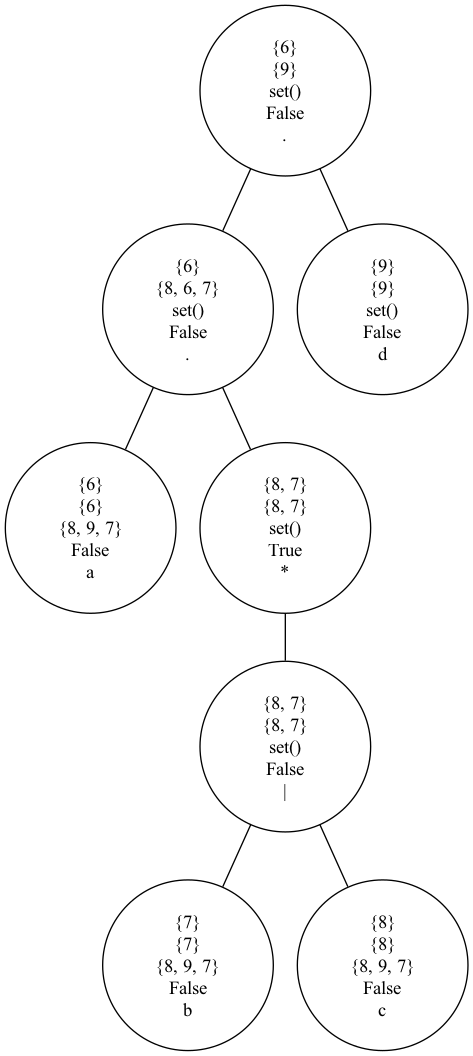 {6}
{9}
set()
False
.
{6}
{8, 6, 7}
set()
False
.
{9}
{9}
set()
False
d
{6}
{6}
{8, 9, 7}
False
a
{8, 7}
{8, 7}
set()
True
*
{8, 7}
{8, 7}
set()
False
|
{7}
{7}
{8, 9, 7}
False
b
{8}
{8}
{8, 9, 7}
False
c